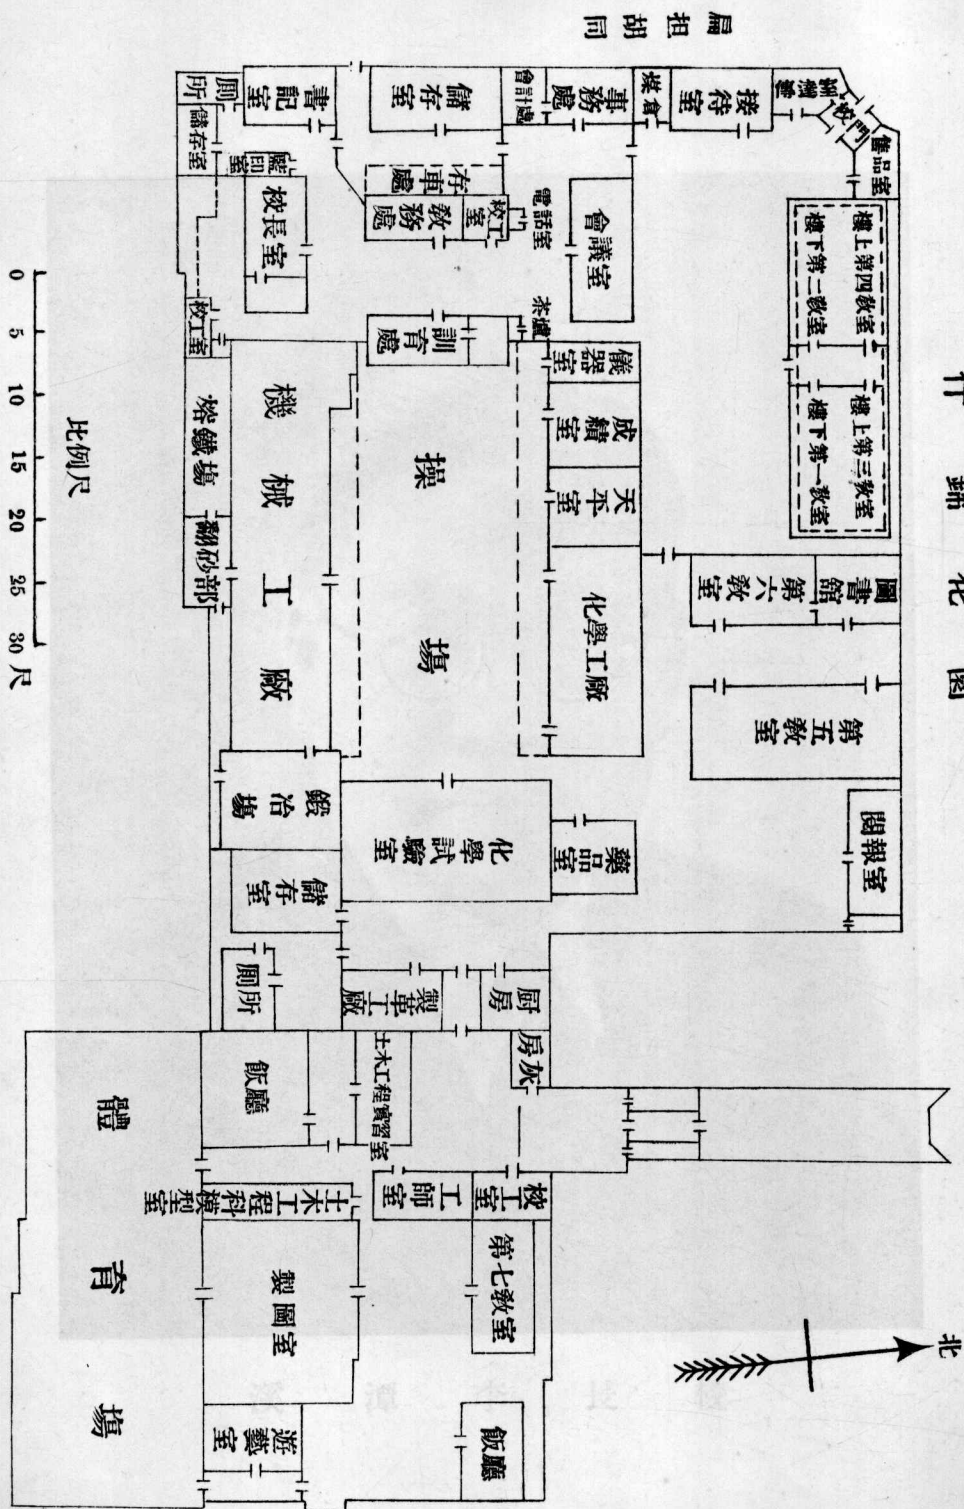 扁担胡同
校門
售品室
接待室
煤倉
事務處
會計處
儲存室
書記室
廁所
儲存室
監印室
校長室
存車處
教務處
校工室
電話室
會議室
樓上第四教室
樓下第二教室
樓上第三教室
樓下第一教室
茶爐
訓育處
校工室
儀器室
成績室
天平室
化學工廠
操場
機械工廠
熔鐵場
翻砂部
圖書館
第六教室
第五教室
閱報室
藥品室
化學試驗室
鍛冶場
儲存室
廁所
製革工廠
厨房
灰房
飯廳
土木工程實習室
校工室
工師室
土木工程科模型室
第七教室
製圖室
飯廳
游藝室
體育場
北
比例尺
0 5 10 15 20 25 30 尺